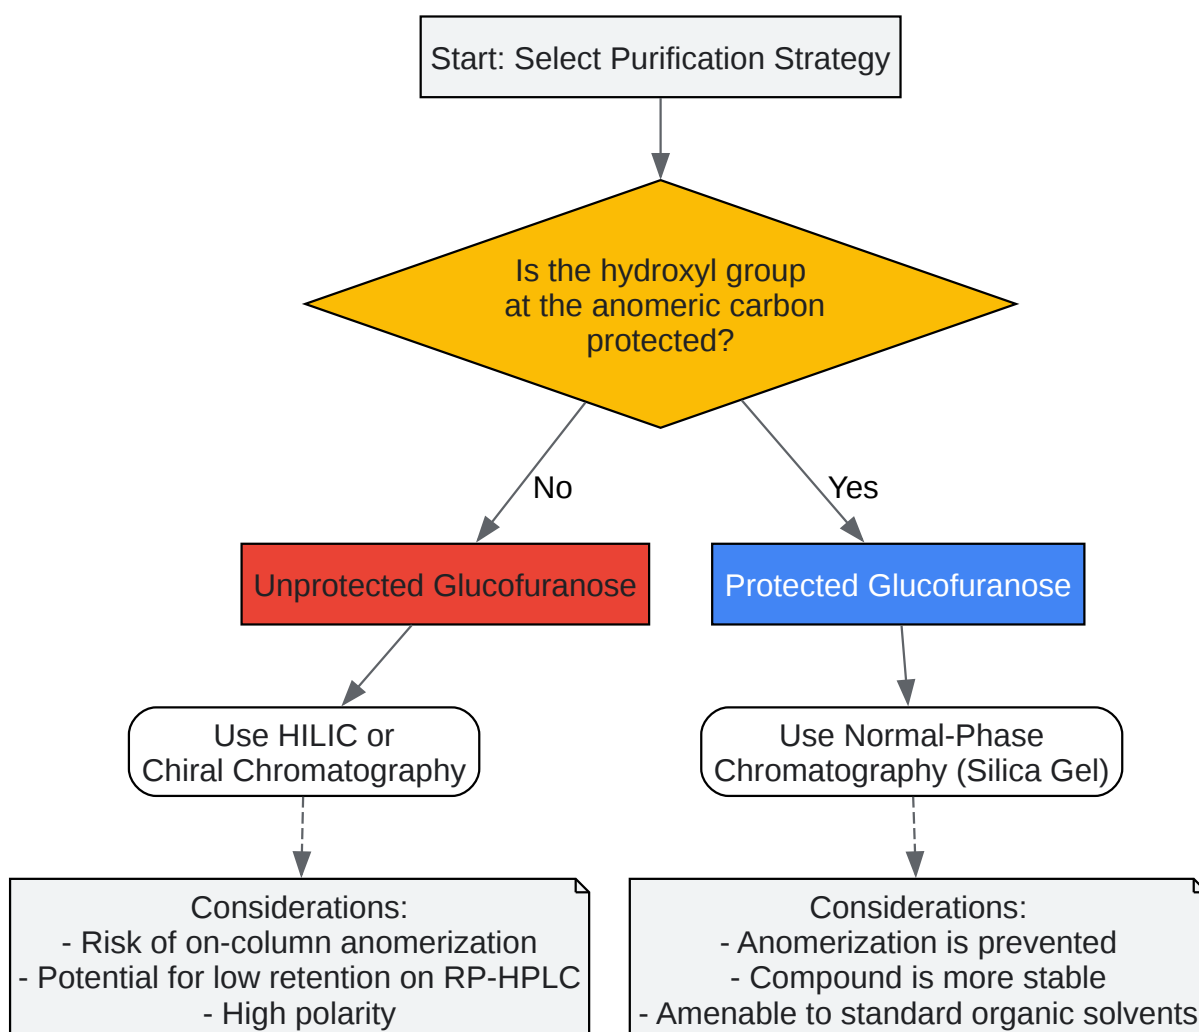 Start: Select Purification Strategy
Is the hydroxyl group
at the anomeric carbon
protected?
No
Yes
Unprotected Glucofuranose
Protected Glucofuranose
Use HILIC or
Chiral Chromatography
Use Normal-Phase
Chromatography (Silica Gel)
Considerations:
- Risk of on-column anomerization
- Potential for low retention on RP-HPLC
- High polarity
Considerations:
- Anomerization is prevented
- Compound is more stable
- Amenable to standard organic solvents